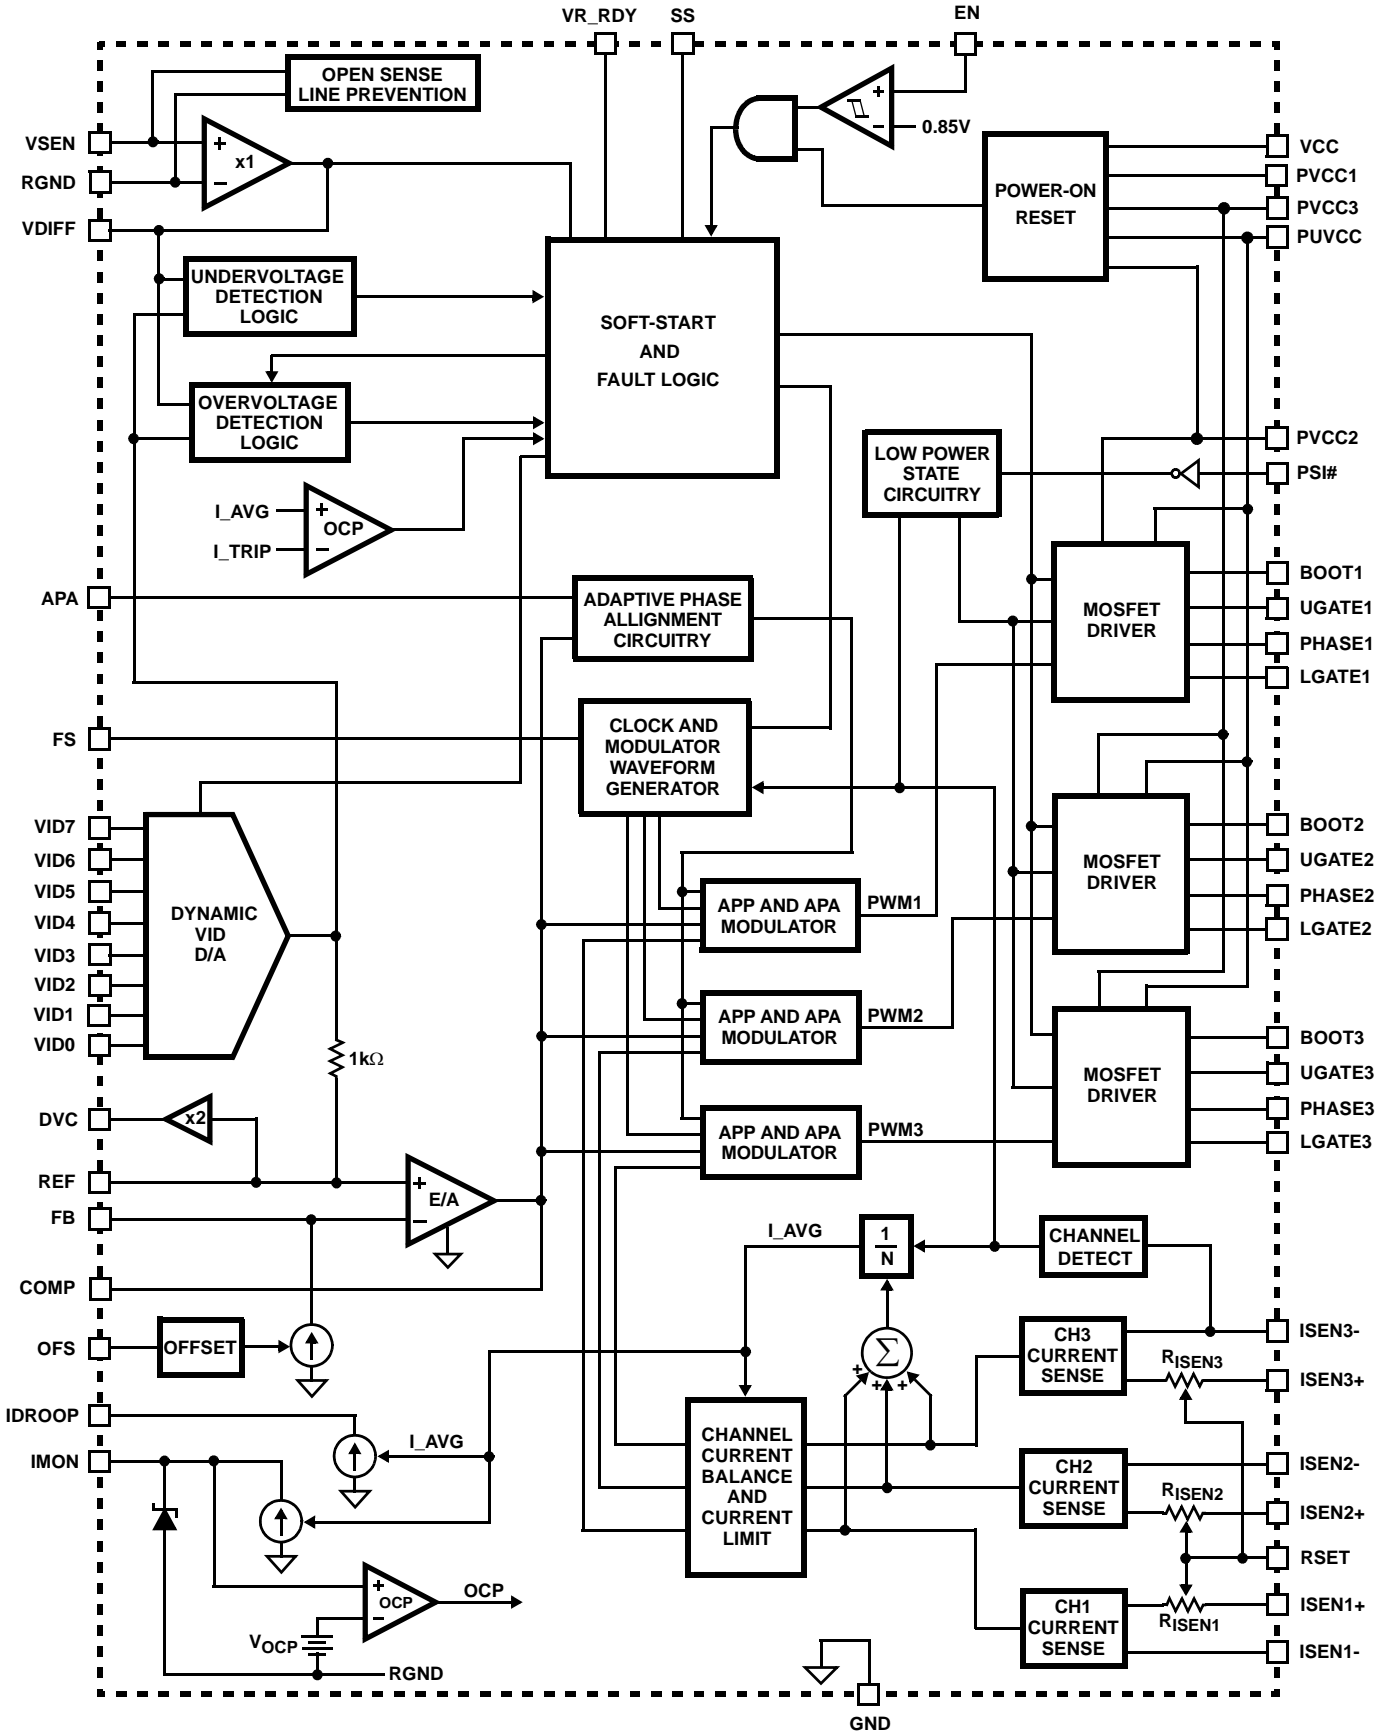 VR_RDY
SS
EN
OPEN SENSE
LINE PREVENTION
VSEN
RGND
VDIFF
+
x1
−
+
−
0.85V
POWER-ON
RESET
VCC
PVCC1
PVCC3
PUVCC
UNDERVOLTAGE
DETECTION
LOGIC
OVERVOLTAGE
DETECTION
LOGIC
SOFT-START
AND
FAULT LOGIC
I_AVG
I_TRIP
+
OCP
−
LOW POWER
STATE
CIRCUITRY
PVCC2
PSI#
APA
ADAPTIVE PHASE
ALLIGNMENT
CIRCUITRY
MOSFET
DRIVER
BOOT1
UGATE1
PHASE1
LGATE1
FS
CLOCK AND
MODULATOR
WAVEFORM
GENERATOR
VID7
VID6
VID5
VID4
VID3
VID2
VID1
VID0
DYNAMIC
VID
D/A
1kΩ
APP AND APA
MODULATOR
PWM1
MOSFET
DRIVER
BOOT2
UGATE2
PHASE2
LGATE2
APP AND APA
MODULATOR
PWM2
APP AND APA
MODULATOR
PWM3
MOSFET
DRIVER
BOOT3
UGATE3
PHASE3
LGATE3
DVC
x2
REF
FB
COMP
+
E/A
−
OFS
OFFSET
I_AVG
1
N
CHANNEL
DETECT
Σ
+
+
+
IDROOP
IMON
I_AVG
CHANNEL
CURRENT
BALANCE
AND
CURRENT
LIMIT
CH3
CURRENT
SENSE
RISEN3
ISEN3-
ISEN3+
CH2
CURRENT
SENSE
RISEN2
ISEN2-
ISEN2+
RSET
CH1
CURRENT
SENSE
RISEN1
ISEN1+
ISEN1-
+
OCP
−
OCP
VOCP
RGND
GND